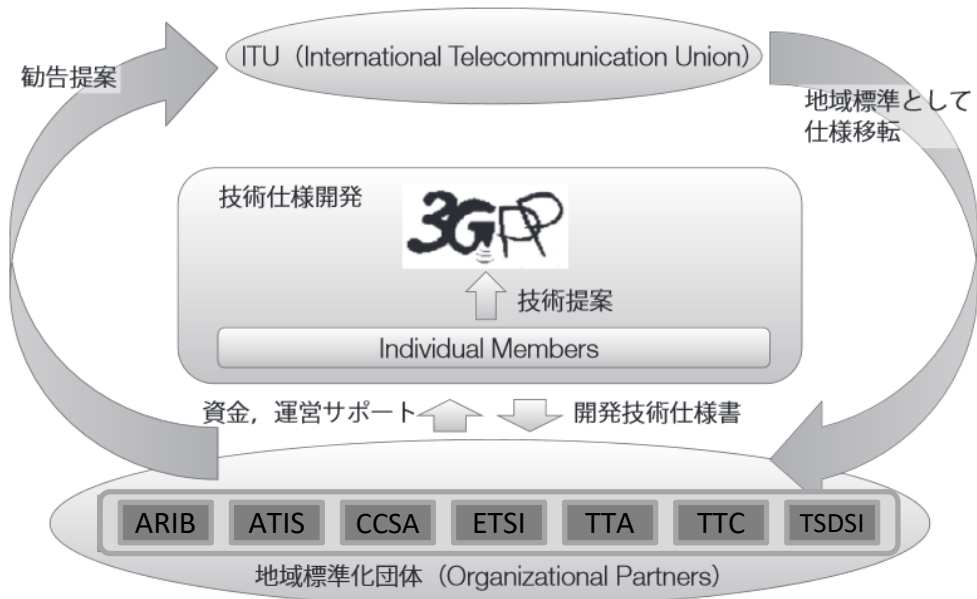 ITU（International Telecommunication Union）
勧告提案
地域標準として
仕様移転
技術仕様開発
3GPP
技術提案
Individual Members
資金，運営サポート
開発技術仕様書
ARIB
ATIS
CCSA
ETSI
TTA
TTC
TSDSI
地域標準化団体（Organizational Partners）